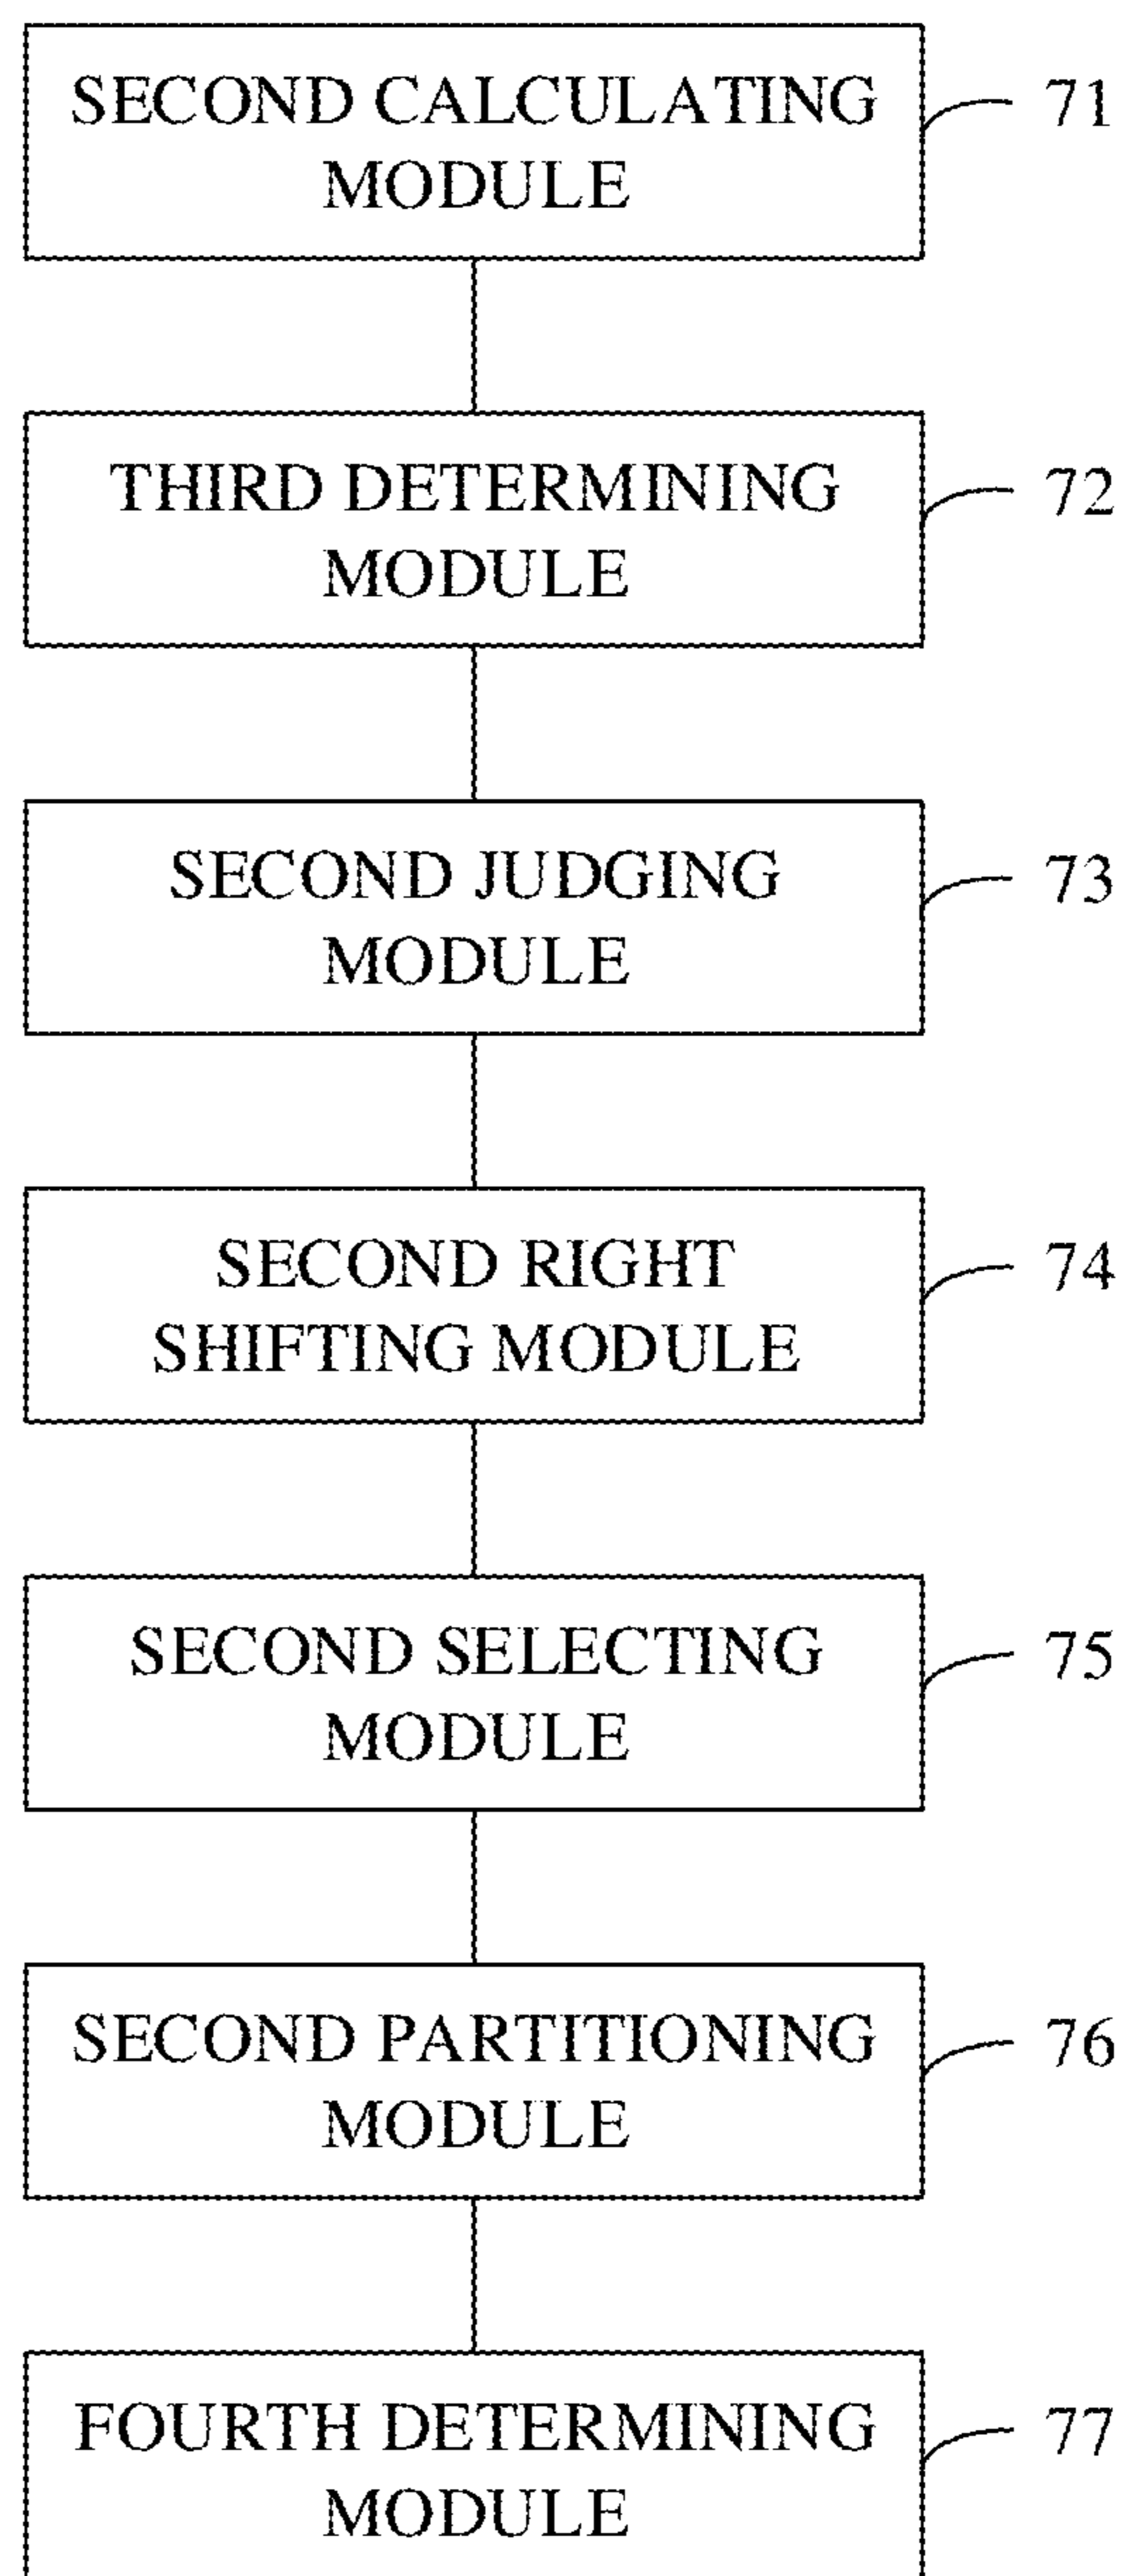 SECOND CALCULATING
MODULE
71
THIRD DETERMINING
MODULE
72
SECOND JUDGING
MODULE
73
SECOND RIGHT
SHIFTING MODULE
74
SECOND SELECTING
MODULE
75
SECOND PARTITIONING
MODULE
76
FOURTH DETERMINING
MODULE
77